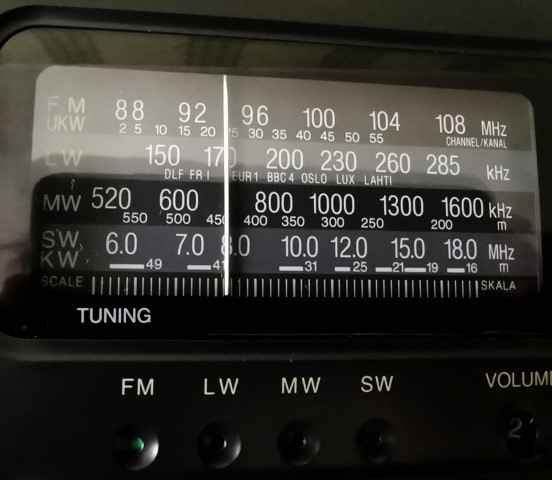 FM 88 92 96 100 104 108 MHz
UKW 2 5 10 15 20 30 35 40 45 50 55 CHANNEL/KANAL
LW 150 200 230 260 285 kHz
DLF FR I EUR1 BBC4 OSLO LUX LAHTI
MW 520 600 800 1000 1300 1600 kHz
550 500 450 400 350 300 250 200 m
SW 6.0 7.0 8.0 10.0 12.0 15.0 18.0 MHz
KW 49 41 31 25 21 19 16 m
SCALE SKALA
TUNING
FM LW MW SW VOLUME
2